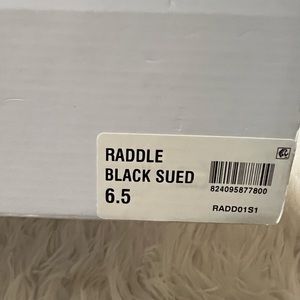 RADDLE
BLACK SUED
6.5
824095877800
RADD01S1